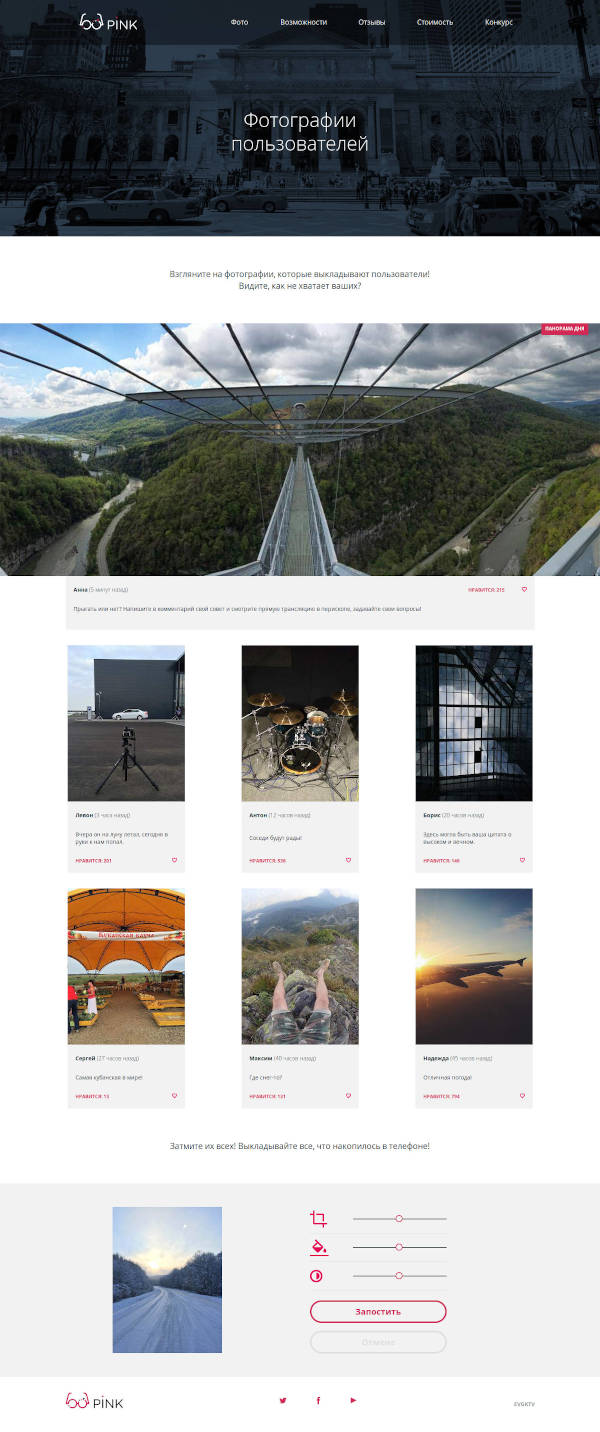 PINK
Фото Возможности Отзывы Стоимость Конкурс
Фотографии
пользователей
Взгляните на фотографии, которые выкладывают пользователи!
Видите, как не хватает ваших?
ПАНОРАМА ДНЯ
Анна (5 минут назад) НРАВИТСЯ: 215
Прыгать или нет? Напишите в комментарий свой совет и смотрите прямую трансляцию в перископе, задавайте свои вопросы!
Левон (3 часа назад)
Вчера он на луну летал, сегодня в
руки к нам попал.
НРАВИТСЯ: 201
Антон (12 часов назад)
Соседи будут рады!
НРАВИТСЯ: 536
Борис (20 часов назад)
Здесь могла быть ваша цитата о
высоком и вечном.
НРАВИТСЯ: 146
Сергей (27 часов назад)
Самая кубанская в мире!
НРАВИТСЯ: 13
Максим (40 часов назад)
Где снег-то?
НРАВИТСЯ: 131
Надежда (45 часов назад)
Отличная погода!
НРАВИТСЯ: 794
Затмите их всех! Выкладывайте все, что накопилось в телефоне!
Запостить
Отмена
PINK
EVGKTV